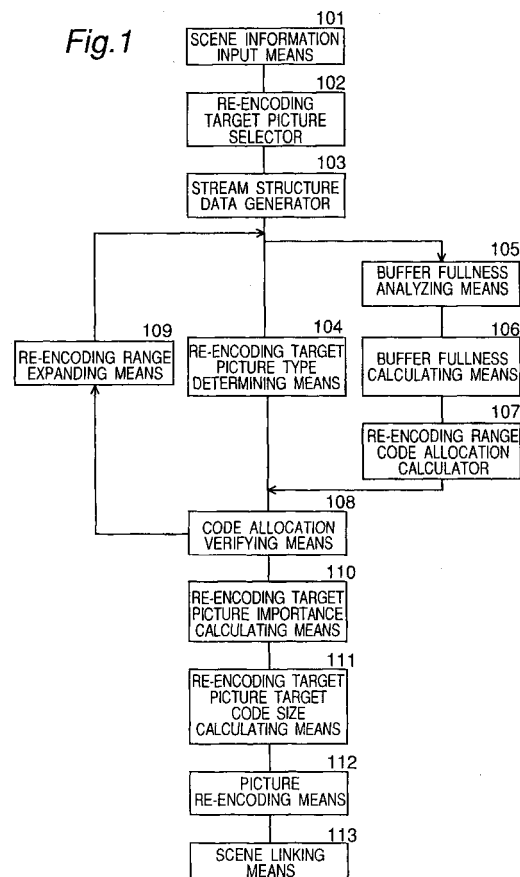 Fig.1
101
SCENE INFORMATION
INPUT MEANS
102
RE-ENCODING
TARGET PICTURE
SELECTOR
103
STREAM STRUCTURE
DATA GENERATOR
105
BUFFER FULLNESS
ANALYZING MEANS
109
RE-ENCODING RANGE
EXPANDING MEANS
104
RE-ENCODING TARGET
PICTURE TYPE
DETERMINING MEANS
106
BUFFER FULLNESS
CALCULATING MEANS
107
RE-ENCODING RANGE
CODE ALLOCATION
CALCULATOR
108
CODE ALLOCATION
VERIFYING MEANS
110
RE-ENCODING TARGET
PICTURE IMPORTANCE
CALCULATING MEANS
111
RE-ENCODING TARGET
PICTURE TARGET
CODE SIZE
CALCULATING MEANS
112
PICTURE
RE-ENCODING MEANS
113
SCENE LINKING
MEANS